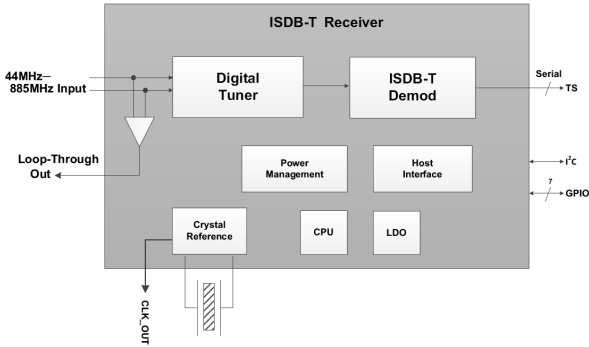 ISDB-T Receiver
44MHz—
885MHz Input
Digital
Tuner
ISDB-T
Demod
Serial
TS
Loop-Through
Out
Power
Management
Host
Interface
I²C
7
GPIO
Crystal
Reference
CPU
LDO
CLK_OUT